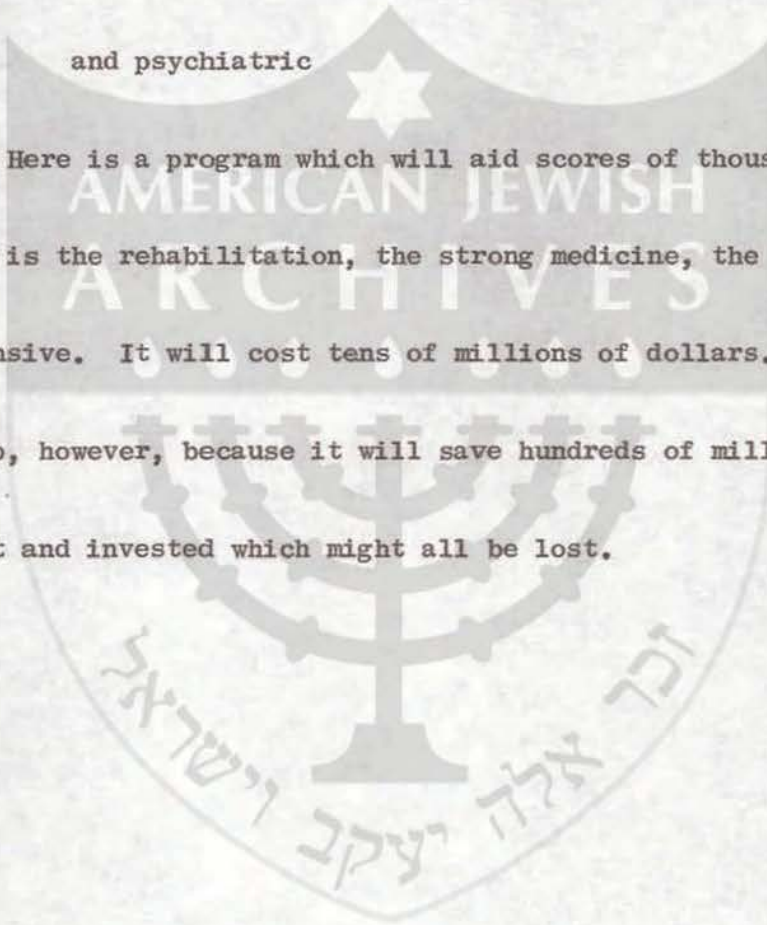 and psychiatric
Here is a program which will aid scores of
is the rehabilitation, the strong medicine, the
It will cost tens of millions of dollars.
however, because it will save hundreds of
and invested which might all be lost.
AMERICAN JEWISH
ARCHIVES
זכר אלה יעקב וישראל